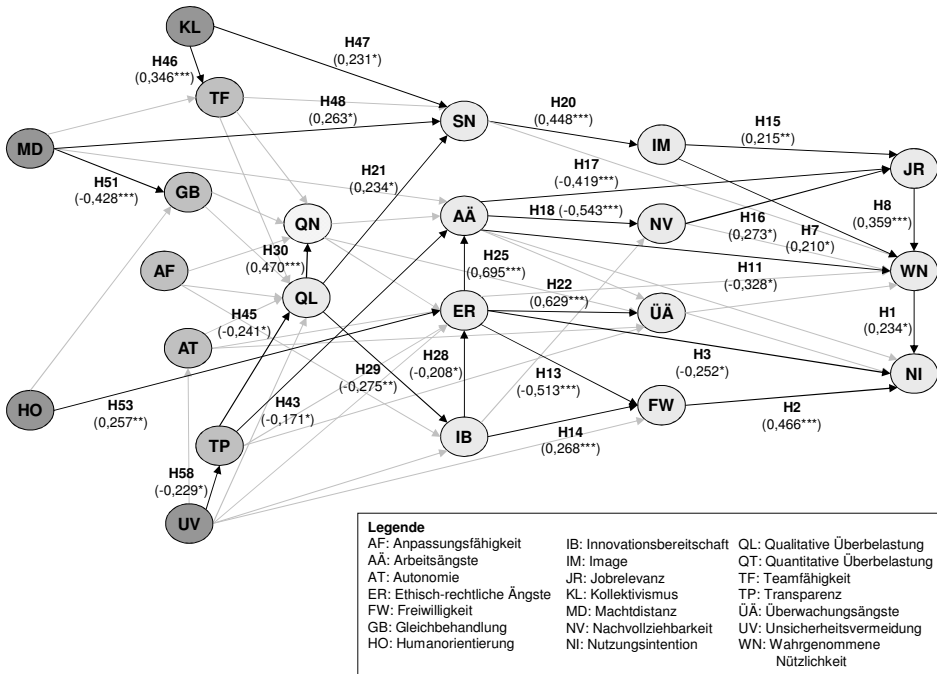 KL
H47
(0,231*)
H46
(0,346***)
TF
H48
(0,263*)
SN
H20
(0,448***)
IM
H15
(0,215**)
MD
H51
(-0,428***)
GB
H21
(0,234*)
H17
(-0,419***)
JR
QN
AÄ
H18 (-0,543***)
NV
H16
(0,273*)
H7
(0,210*)
H8
(0,359***)
AF
H30
(0,470***)
H25
(0,695***)
H11
(-0,328*)
WN
QL
H45
(-0,241*)
ER
H22
(0,629***)
ÜÄ
H1
(0,234*)
AT
H28
(-0,208*)
H29
(-0,275**)
H13
(-0,513***)
H3
(-0,252*)
NI
HO
H53
(0,257**)
H43
(-0,171*)
FW
H2
(0,466***)
TP
IB
H14
(0,268***)
H58
(-0,229*)
UV
Legende
AF: Anpassungsfähigkeit
AÄ: Arbeitsängste
AT: Autonomie
ER: Ethisch-rechtliche Ängste
FW: Freiwilligkeit
GB: Gleichbehandlung
HO: Humanorientierung
IB: Innovationsbereitschaft
IM: Image
JR: Jobrelevanz
KL: Kollektivismus
MD: Machtdistanz
NV: Nachvollziehbarkeit
NI: Nutzungsintention
QL: Qualitative Überbelastung
QT: Quantitative Überbelastung
TF: Teamfähigkeit
TP: Transparenz
ÜÄ: Überwachungsängste
UV: Unsicherheitsvermeidung
WN: Wahrgenommene
Nützlichkeit